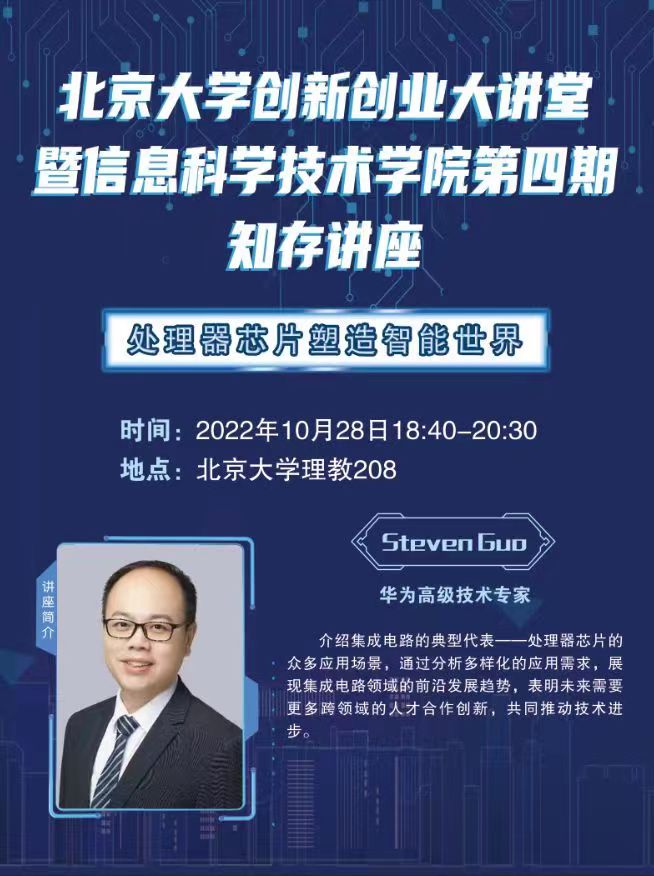 北京大学创新创业大讲堂
暨信息科学技术学院第四期
知存讲座
处理器芯片塑造智能世界
时间：2022年10月28日18:40–20:30
地点：北京大学理教208
讲座简介
Steven Guo
华为高级技术专家
介绍集成电路的典型代表——处理器芯片的
众多应用场景，通过分析多样化的应用需求，展
现集成电路领域的前沿发展趋势，表明未来需要
更多跨领域的人才合作创新，共同推动技术进
步。